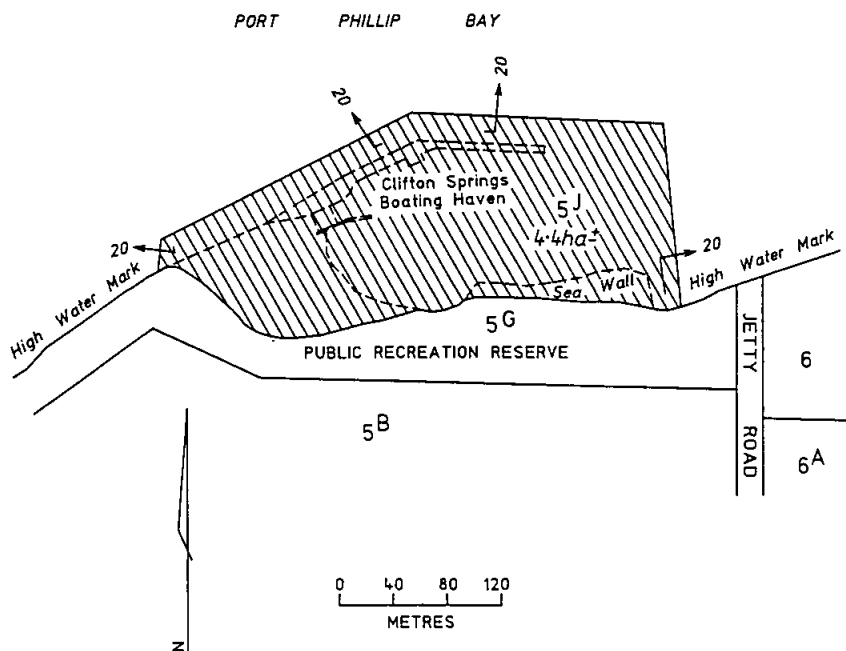 PORT PHILLIP BAY
20
20
Clifton Springs
Boating Haven
5J
4·4ha±
20
20
High Water Mark
High Water Mark
Sea Wall
5G
PUBLIC RECREATION RESERVE
JETTY ROAD
6
5B
6A
0 40 80 120
METRES
N